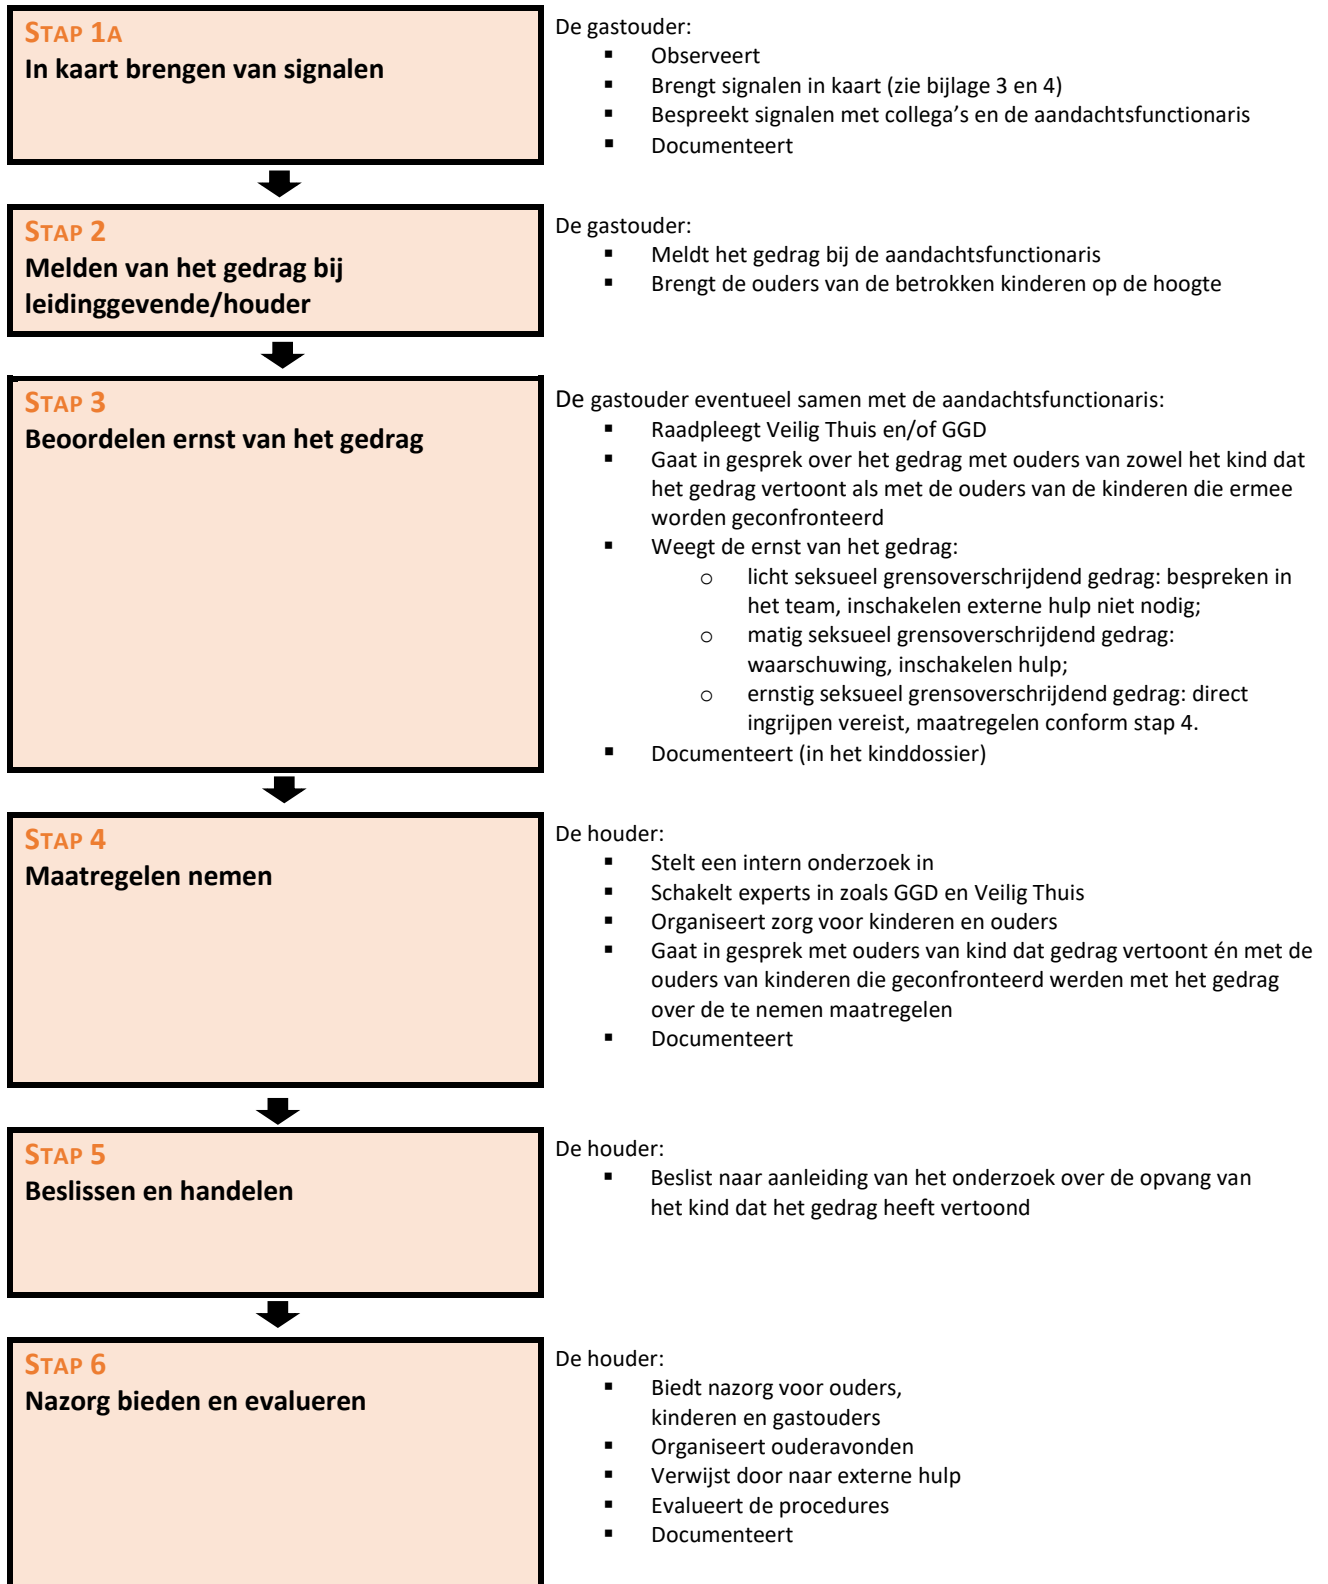 STAP 1A
In kaart brengen van signalen
De gastouder:
▪ Observeert
▪ Brengt signalen in kaart (zie bijlage 3 en 4)
▪ Bespreekt signalen met collega’s en de aandachtsfunctionaris
▪ Documenteert
STAP 2
Melden van het gedrag bij
leidinggevende/houder
De gastouder:
▪ Meldt het gedrag bij de aandachtsfunctionaris
▪ Brengt de ouders van de betrokken kinderen op de hoogte
STAP 3
Beoordelen ernst van het gedrag
De gastouder eventueel samen met de aandachtsfunctionaris:
▪ Raadpleegt Veilig Thuis en/of GGD
▪ Gaat in gesprek over het gedrag met ouders van zowel het kind dat
het gedrag vertoont als met de ouders van de kinderen die ermee
worden geconfronteerd
▪ Weegt de ernst van het gedrag:
o licht seksueel grensoverschrijdend gedrag: bespreken in
het team, inschakelen externe hulp niet nodig;
o matig seksueel grensoverschrijdend gedrag:
waarschuwing, inschakelen hulp;
o ernstig seksueel grensoverschrijdend gedrag: direct
ingrijpen vereist, maatregelen conform stap 4.
▪ Documenteert (in het kinddossier)
STAP 4
Maatregelen nemen
De houder:
▪ Stelt een intern onderzoek in
▪ Schakelt experts in zoals GGD en Veilig Thuis
▪ Organiseert zorg voor kinderen en ouders
▪ Gaat in gesprek met ouders van kind dat gedrag vertoont én met de
ouders van kinderen die geconfronteerd werden met het gedrag
over de te nemen maatregelen
▪ Documenteert
STAP 5
Beslissen en handelen
De houder:
▪ Beslist naar aanleiding van het onderzoek over de opvang van
het kind dat het gedrag heeft vertoond
STAP 6
Nazorg bieden en evalueren
De houder:
▪ Biedt nazorg voor ouders,
kinderen en gastouders
▪ Organiseert ouderavonden
▪ Verwijst door naar externe hulp
▪ Evalueert de procedures
▪ Documenteert